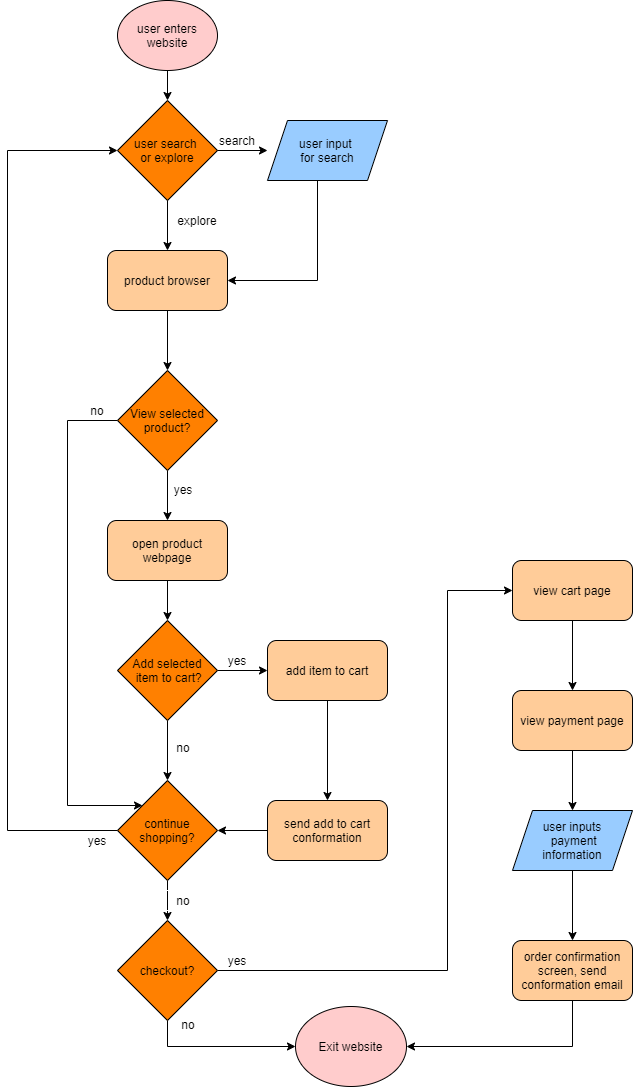 user enters
website
user search
or explore
search
user input
for search
explore
product browser
no
View selected
product?
yes
open product
webpage
view cart page
Add selected
item to cart?
yes
add item to cart
view payment page
no
continue
shopping?
yes
send add to cart
conformation
user inputs
payment
information
no
checkout?
yes
order confirmation
screen, send
conformation email
no
Exit website